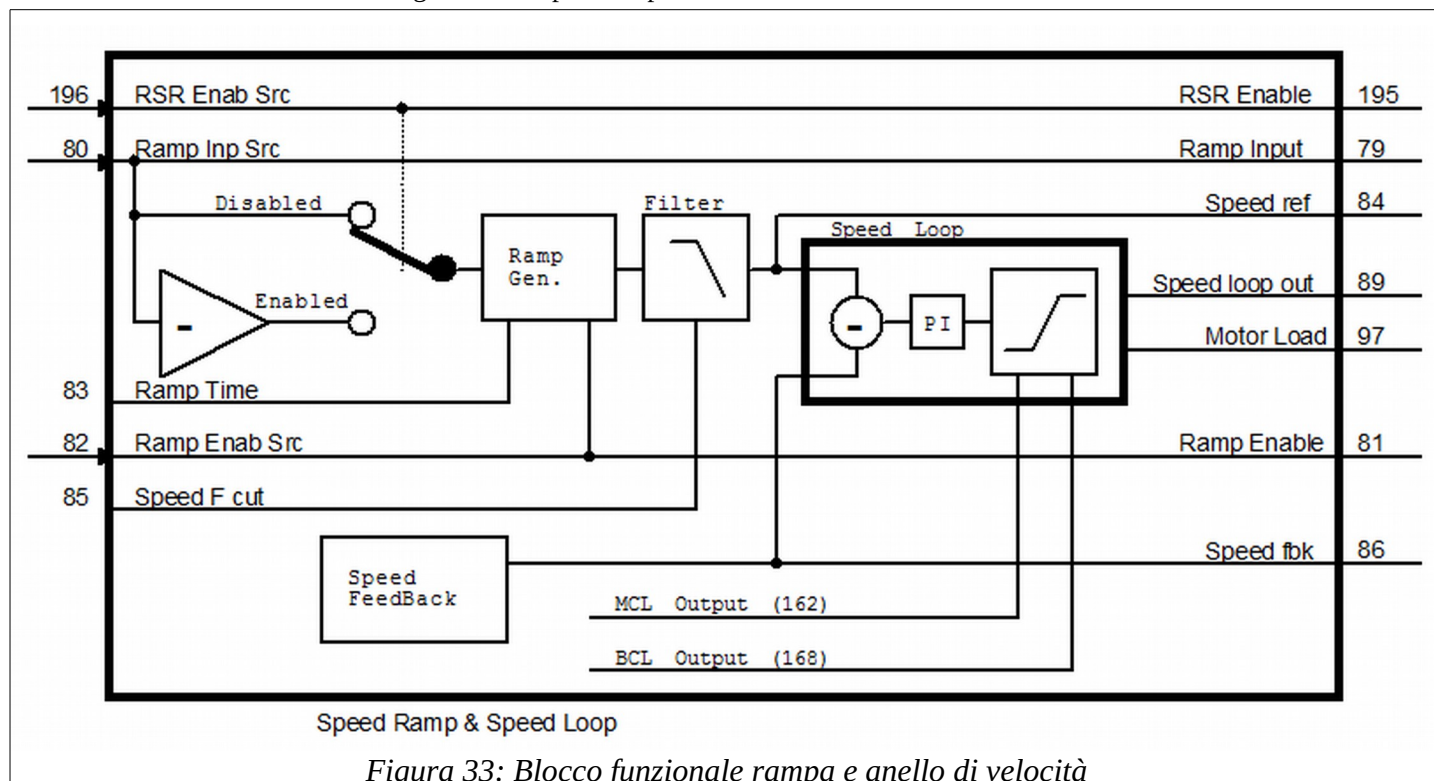 196 RSR Enab Src RSR Enable 195
80 Ramp Inp Src Ramp Input 79
Disabled Filter Speed ref 84
Speed Loop
Ramp
Gen.
Enabled - - PI Speed loop out 89
Motor Load 97
83 Ramp Time
82 Ramp Enab Src Ramp Enable 81
85 Speed F cut
Speed fbk 86
Speed
FeedBack
MCL Output (162)
BCL Output (168)
Speed Ramp & Speed Loop
Figura 33: Blocco funzionale rampa e anello di velocità